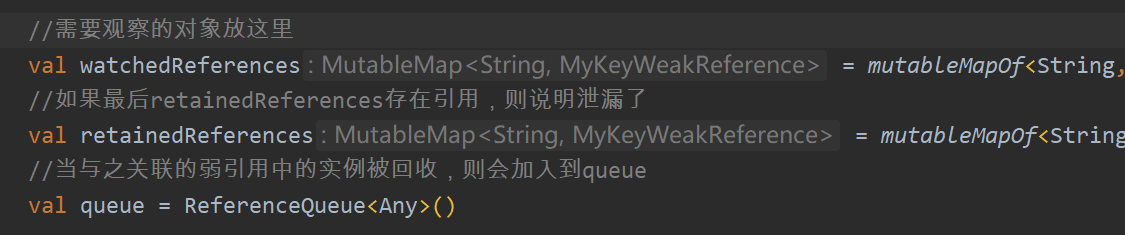 //需要观察的对象放这里
val watchedReferences : MutableMap<String, MyKeyWeakReference> = mutableMapOf<String,
//如果最后retainedReferences存在引用，则说明泄漏了
val retainedReferences : MutableMap<String, MyKeyWeakReference> = mutableMapOf<String
//当与之关联的弱引用中的实例被回收，则会加入到queue
val queue = ReferenceQueue<Any>()